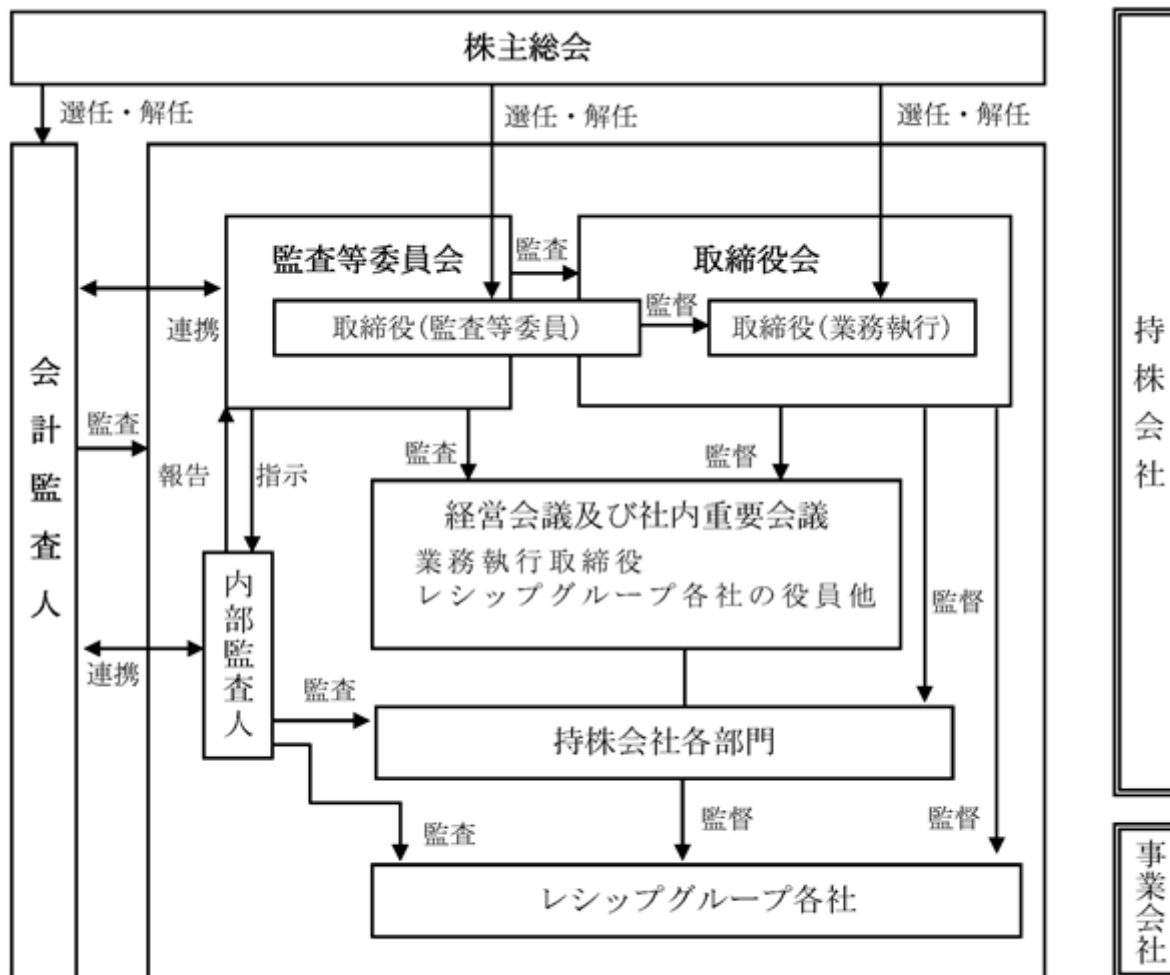 株主総会
選任・解任
選任・解任
選任・解任
監査等委員会
監査
取締役会
取締役(監査等委員)
監督
取締役(業務執行)
連携
会計監査人
監査
報告
指示
監査
監督
経営会議及び社内重要会議
業務執行取締役
レシップグループ各社の役員他
内部監査人
監督
連携
監査
持株会社各部門
監査
監督
監督
レシップグループ各社
持株会社
事業会社